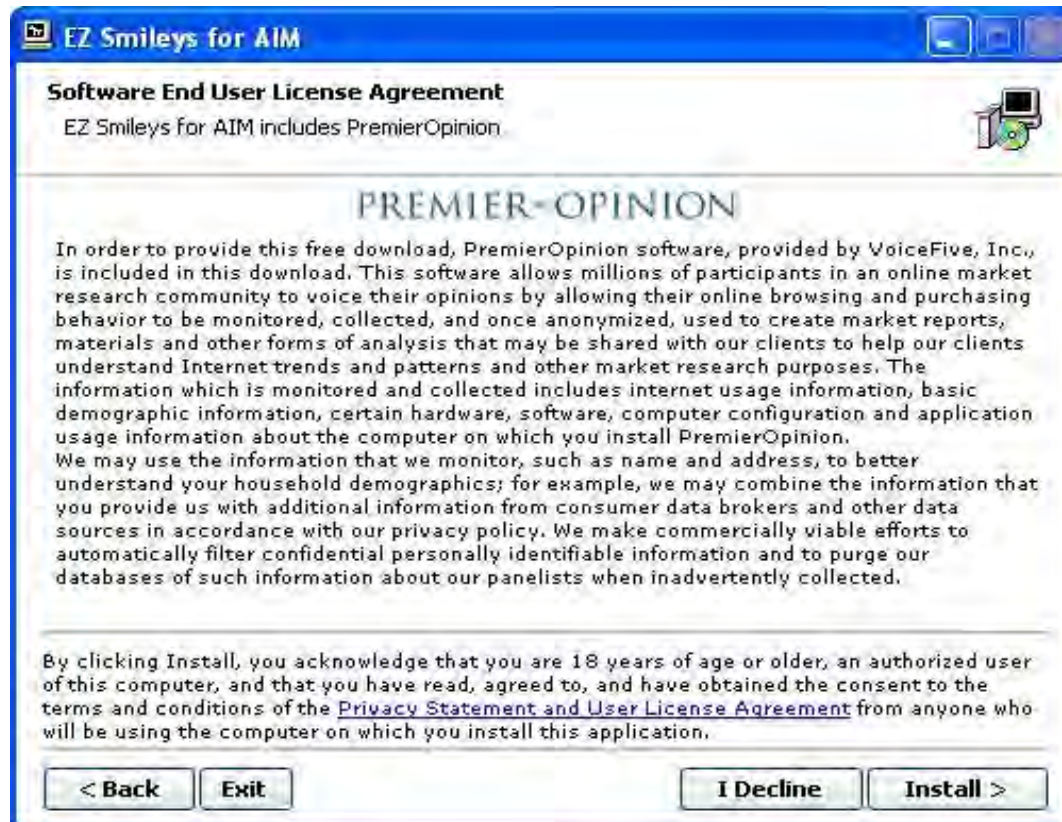 EZ Smileys for AIM
Software End User License Agreement
EZ Smileys for AIM includes PremierOpinion
PREMIER-OPINION
In order to provide this free download, PremierOpinion software, provided by VoiceFive, Inc.,
is included in this download. This software allows millions of participants in an online market
research community to voice their opinions by allowing their online browsing and purchasing
behavior to be monitored, collected, and once anonymized, used to create market reports,
materials and other forms of analysis that may be shared with our clients to help our clients
understand Internet trends and patterns and other market research purposes. The
information which is monitored and collected includes internet usage information, basic
demographic information, certain hardware, software, computer configuration and application
usage information about the computer on which you install PremierOpinion.
We may use the information that we monitor, such as name and address, to better
understand your household demographics; for example, we may combine the information that
you provide us with additional information from consumer data brokers and other data
sources in accordance with our privacy policy. We make commercially viable efforts to
automatically filter confidential personally identifiable information and to purge our
databases of such information about our panelists when inadvertently collected.
By clicking Install, you acknowledge that you are 18 years of age or older, an authorized user
of this computer, and that you have read, agreed to, and have obtained the consent to the
terms and conditions of the Privacy Statement and User License Agreement from anyone who
will be using the computer on which you install this application.
< Back Exit I Decline Install >